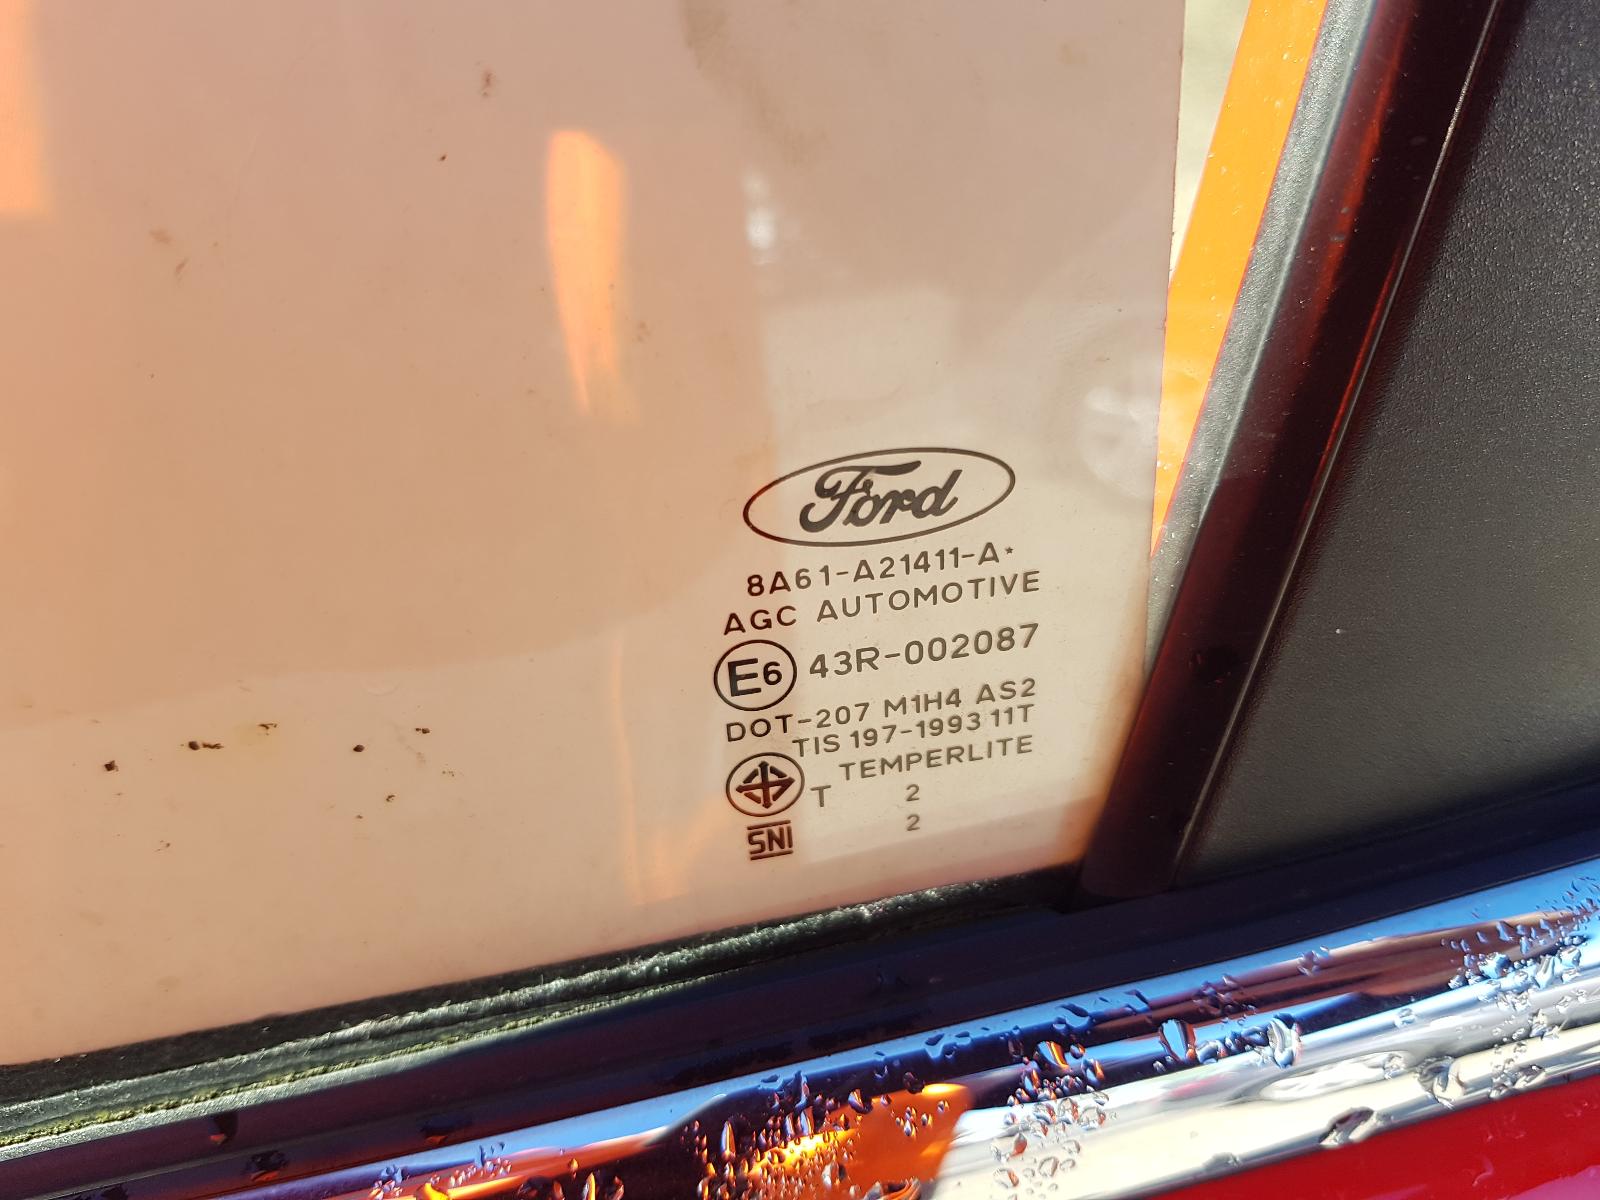 Ford
8A61-A21411-A*
AGC AUTOMOTIVE
E6 43R-002087
DOT-207 M1H4 AS2
TIS 197-1993 11T
TEMPERLITE
T 2
SNI 2